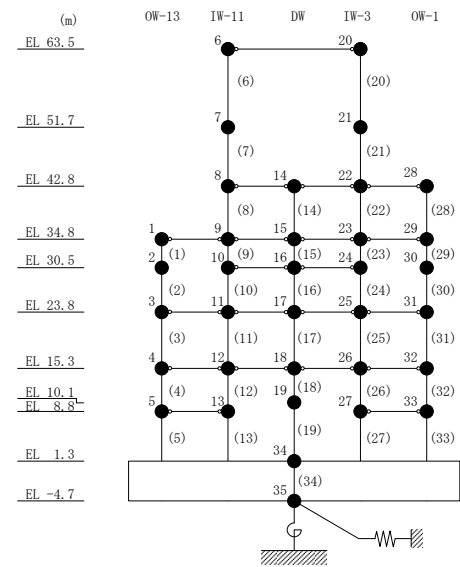 (m) OW-13 IW-11 DW IW-3 OW-1
EL 63.5 6 20
(6) (20)
EL 51.7 7 21
(7) (21)
EL 42.8 8 14 22 28
(8) (14) (22) (28)
EL 34.8 1 9 15 23 29
(1) (9) (15) (23) (29)
EL 30.5 2 10 16 24 30
(2) (10) (16) (24) (30)
EL 23.8 3 11 17 25 31
(3) (11) (17) (25) (31)
EL 15.3 4 12 18 26 32
(4) (12) (18) (26) (32)
EL 10.1 19
EL 8.8 5 13 27 33
(5) (13) (19) (27) (33)
EL 1.3 34
(34)
EL -4.7 35